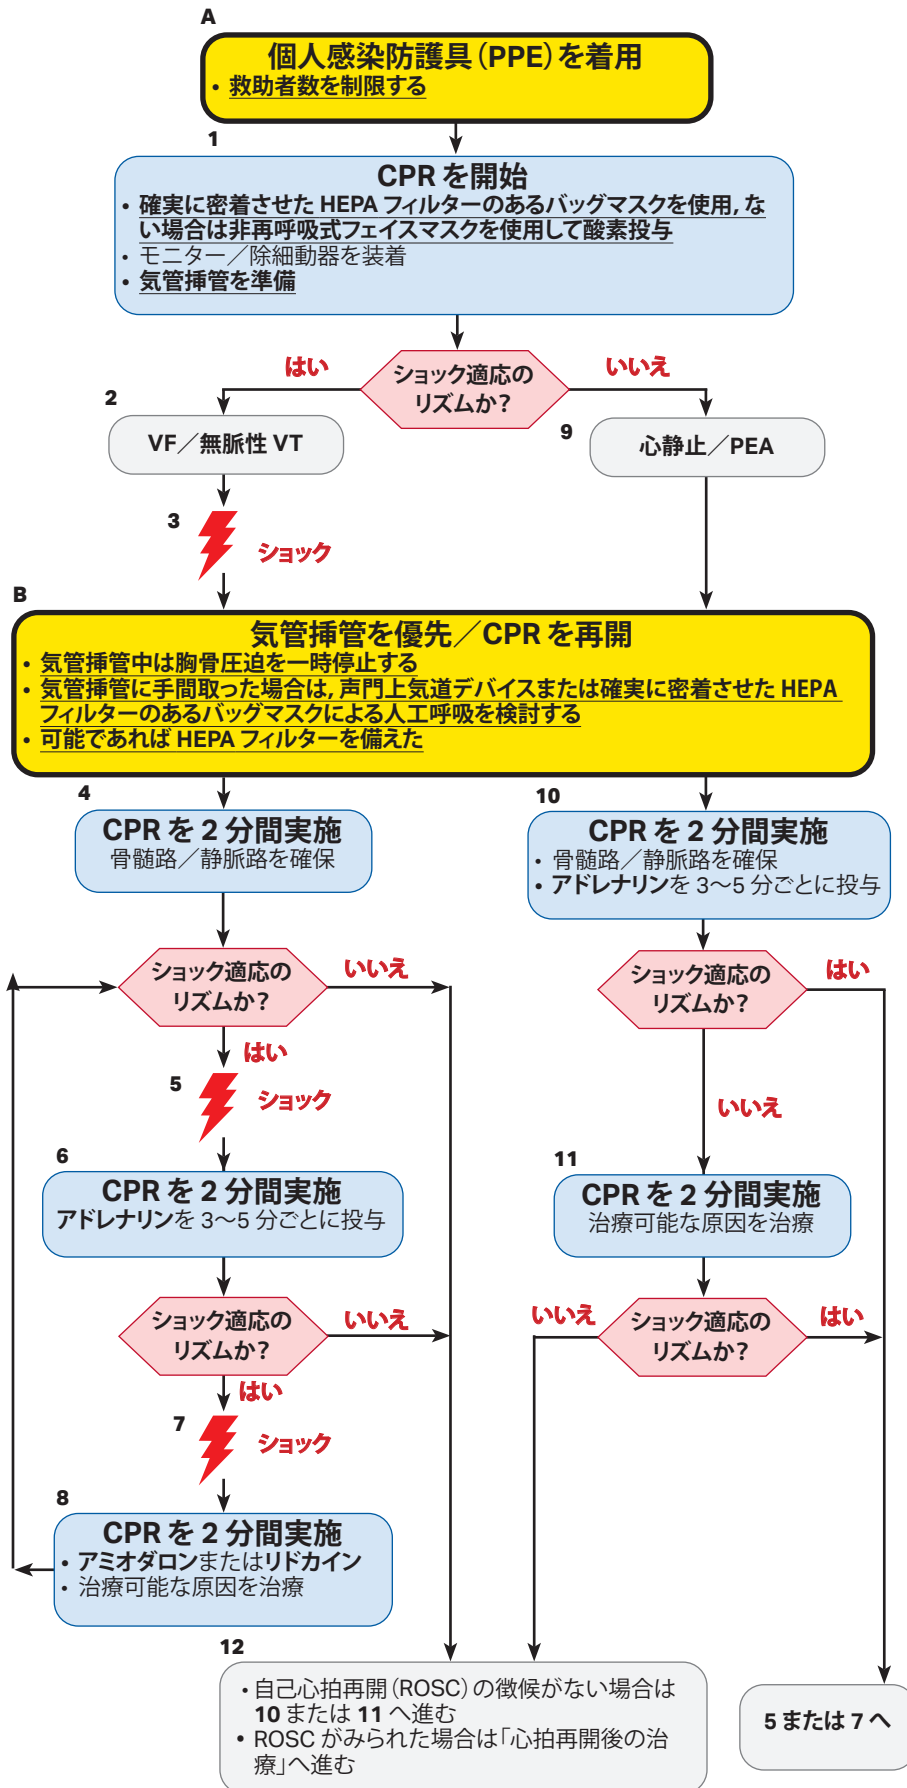 A
個人感染防護具（PPE）を着用
• 救助者数を制限する
1
CPR を開始
• 確実に密着させた HEPA フィルターのあるバッグマスクを使用，な
い場合は非再呼吸式フェイスマスクを使用して酸素投与
• モニター／除細動器を装着
• 気管挿管を準備
はい
ショック適応の
リズムか？
いいえ
2
VF／無脈性 VT
9
心静止／PEA
3
ショック
B
気管挿管を優先／CPR を再開
• 気管挿管中は胸骨圧迫を一時停止する
• 気管挿管に手間取った場合は，声門上気道デバイスまたは確実に密着させた HEPA
フィルターのあるバッグマスクによる人工呼吸を検討する
• 可能であれば HEPA フィルターを備えた
4
CPR を 2 分間実施
骨髄路／静脈路を確保
10
CPR を 2 分間実施
• 骨髄路／静脈路を確保
• アドレナリンを 3〜5 分ごとに投与
ショック適応の
リズムか？
いいえ
はい
ショック適応の
リズムか？
はい
いいえ
5
ショック
6
CPR を 2 分間実施
アドレナリンを 3〜5 分ごとに投与
11
CPR を 2 分間実施
治療可能な原因を治療
ショック適応の
リズムか？
いいえ
はい
いいえ
ショック適応の
リズムか？
はい
7
ショック
8
CPR を 2 分間実施
• アミオダロンまたはリドカイン
• 治療可能な原因を治療
12
• 自己心拍再開（ROSC）の徴候がない場合は
10 または 11 へ進む
• ROSC がみられた場合は「心拍再開後の治
療」へ進む
5 または 7 へ